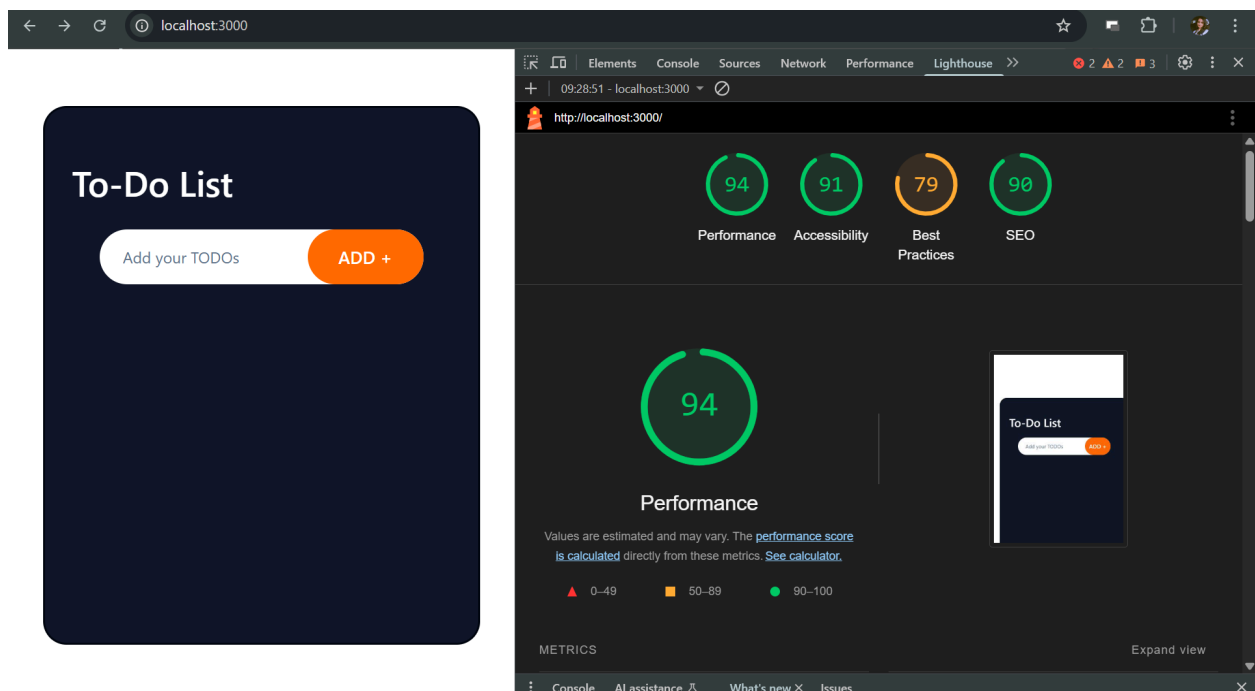 localhost:3000
To-Do List
Add your TODOs
ADD +
Elements Console Sources Network Performance Lighthouse 2 2 3
09:28:51 - localhost:3000
http://localhost:3000/
94 91 79 90
Performance Accessibility Best Practices SEO
94
Performance
Values are estimated and may vary. The performance score
is calculated directly from these metrics. See calculator.
0–49 50–89 90–100
To-Do List
Add your TODOs ADD +
METRICS Expand view
Console AI assistance What's new Issues